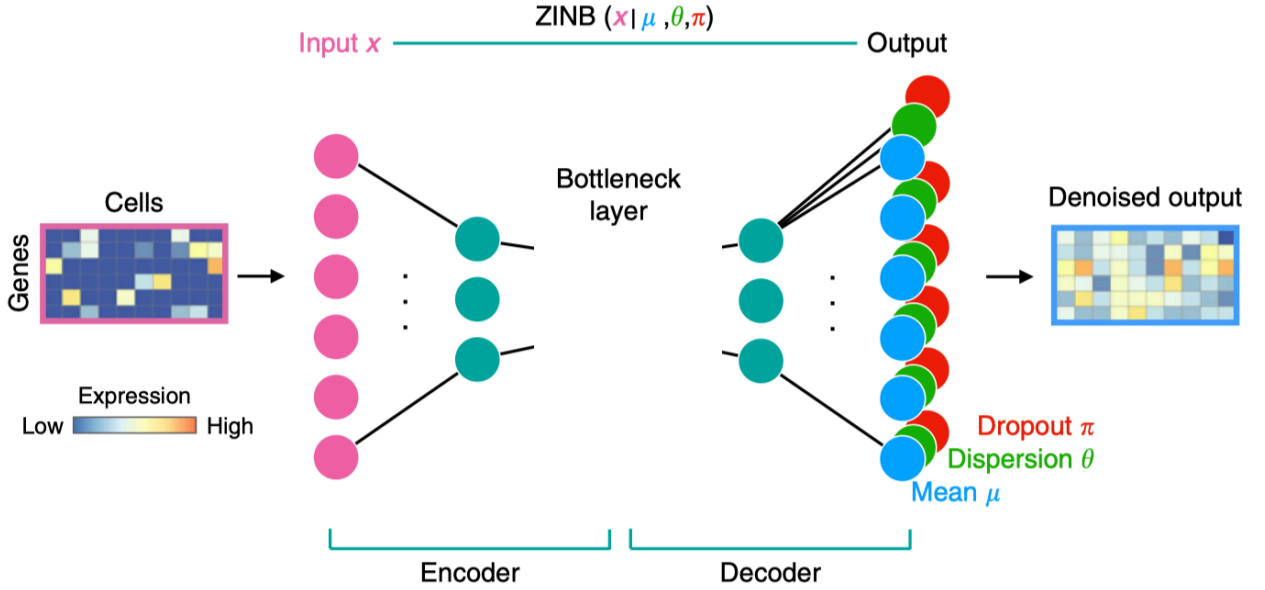 ZINB (x| μ ,θ,π)
Input x
Output
Bottleneck
layer
Cells
Genes
Denoised output
Expression
Low
High
Dropout π
Dispersion θ
Mean μ
Encoder
Decoder